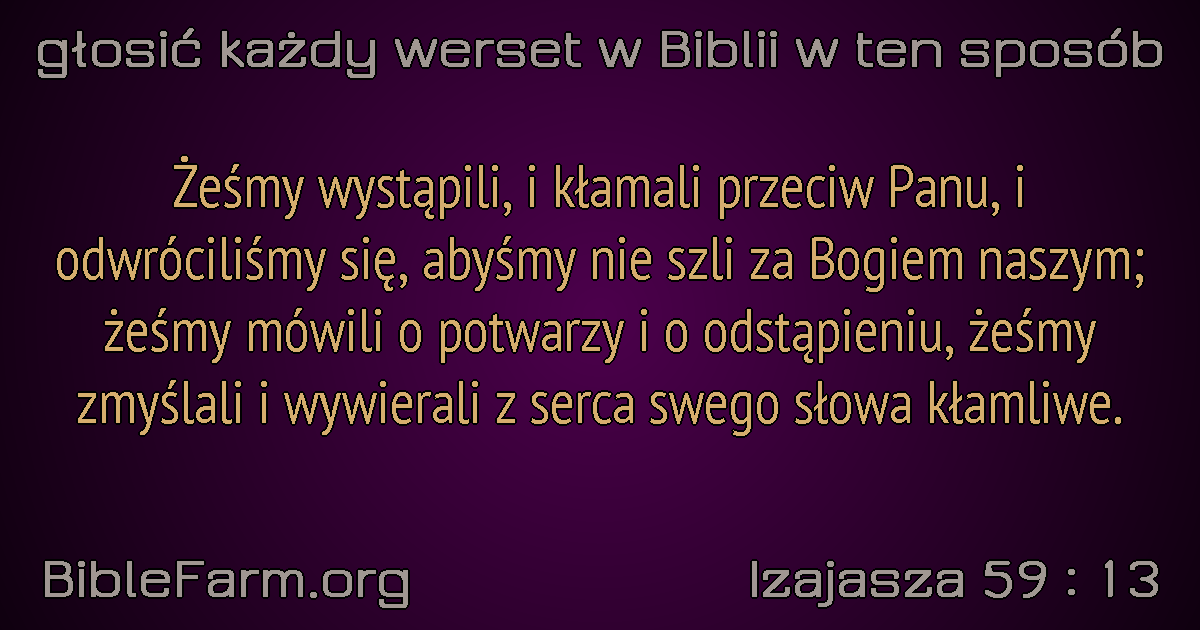 głosić każdy werset w Biblii w ten sposób
Żeśmy wystąpili, i kłamali przeciw Panu, i
odwróciliśmy się, abyśmy nie szli za Bogiem naszym;
żeśmy mówili o potwarzy i o odstąpieniu, żeśmy
zmyślali i wywierali z serca swego słowa kłamliwe.
BibleFarm.org
Izajasza 59 : 13